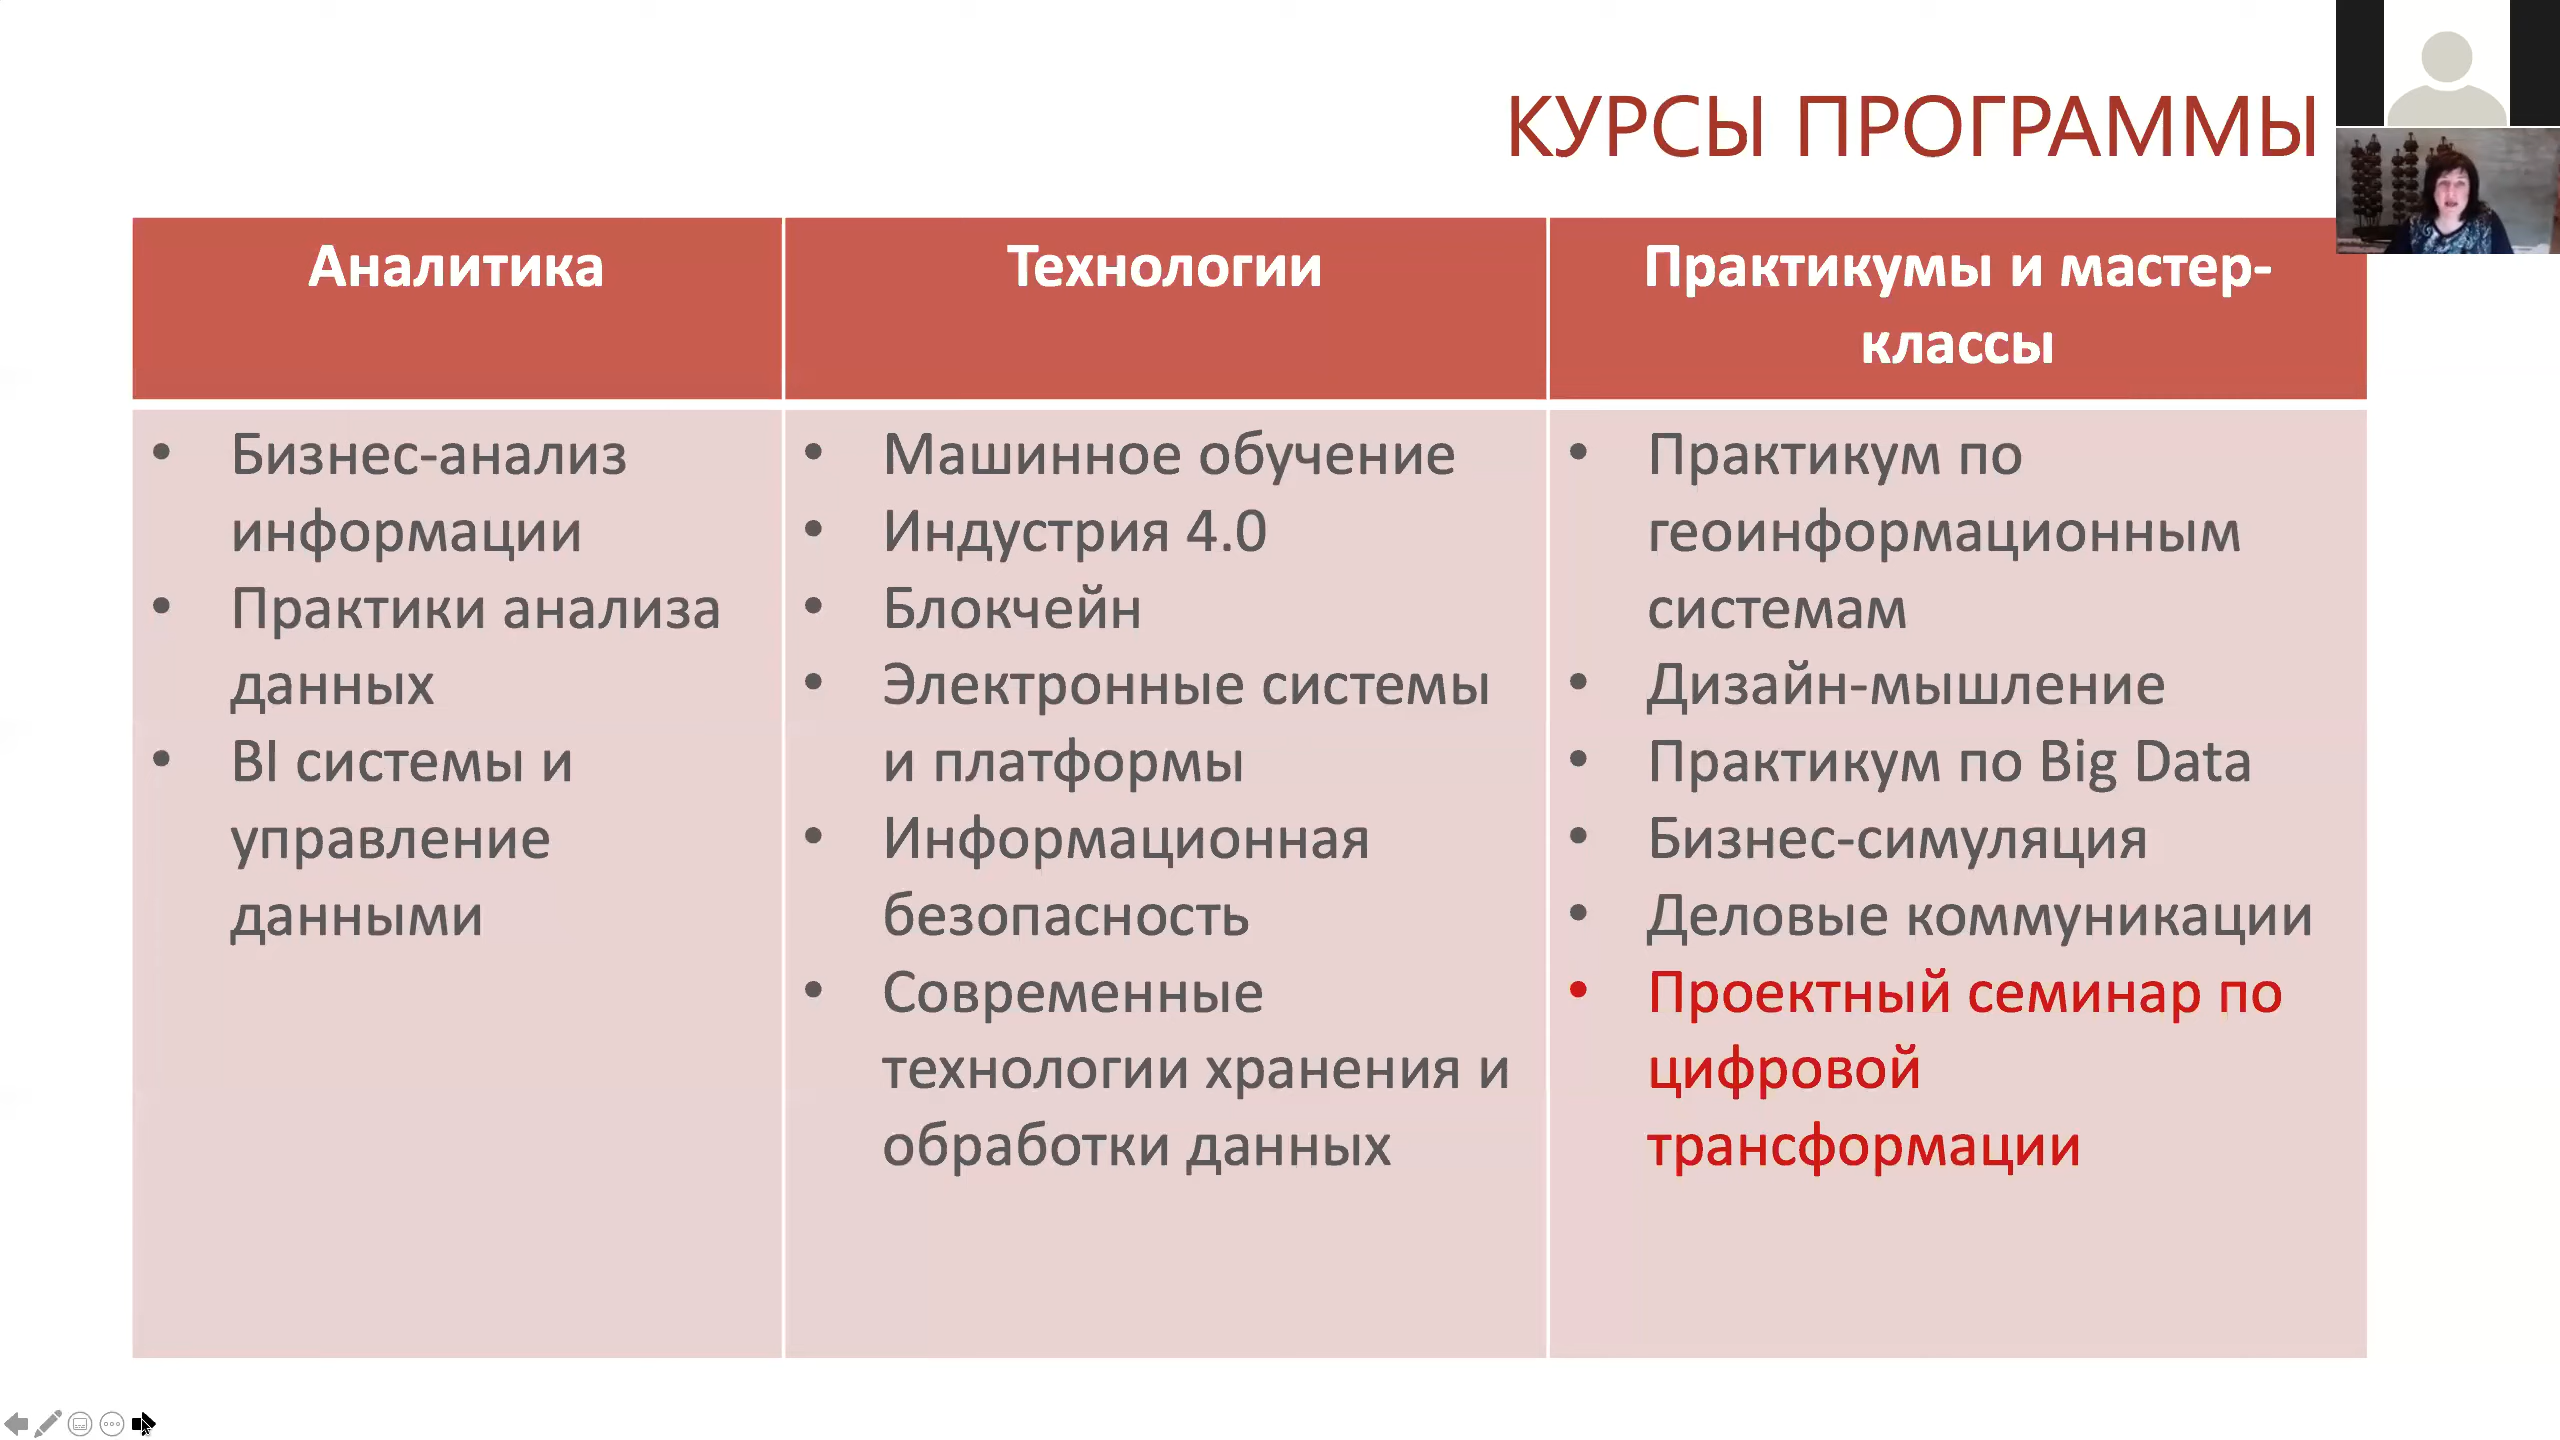 КУРСЫ ПРОГРАММЫ
Аналитика
Технологии
Практикумы и мастер-
классы
• Бизнес-анализ
информации
• Практики анализа
данных
• BI системы и
управление
данными
• Машинное обучение
• Индустрия 4.0
• Блокчейн
• Электронные системы
и платформы
• Информационная
безопасность
• Современные
технологии хранения и
обработки данных
• Практикум по
геоинформационным
системам
• Дизайн-мышление
• Практикум по Big Data
• Бизнес-симуляция
• Деловые коммуникации
• Проектный семинар по
цифровой
трансформации